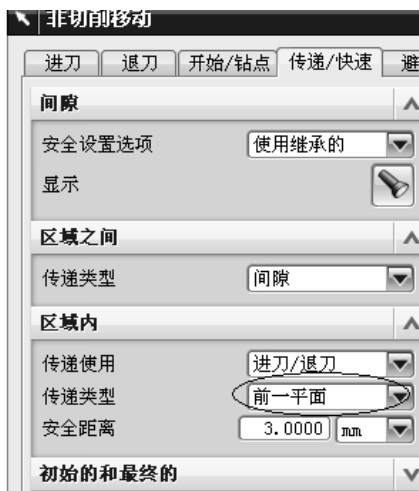 非切削移动
进刀 退刀 开始/钻点 传递/快速 避
间隙
安全设置选项 使用继承的
显示
区域之间
传递类型 间隙
区域内
传递使用 进刀/退刀
传递类型 前一平面
安全距离 3.0000 mm
初始的和最终的